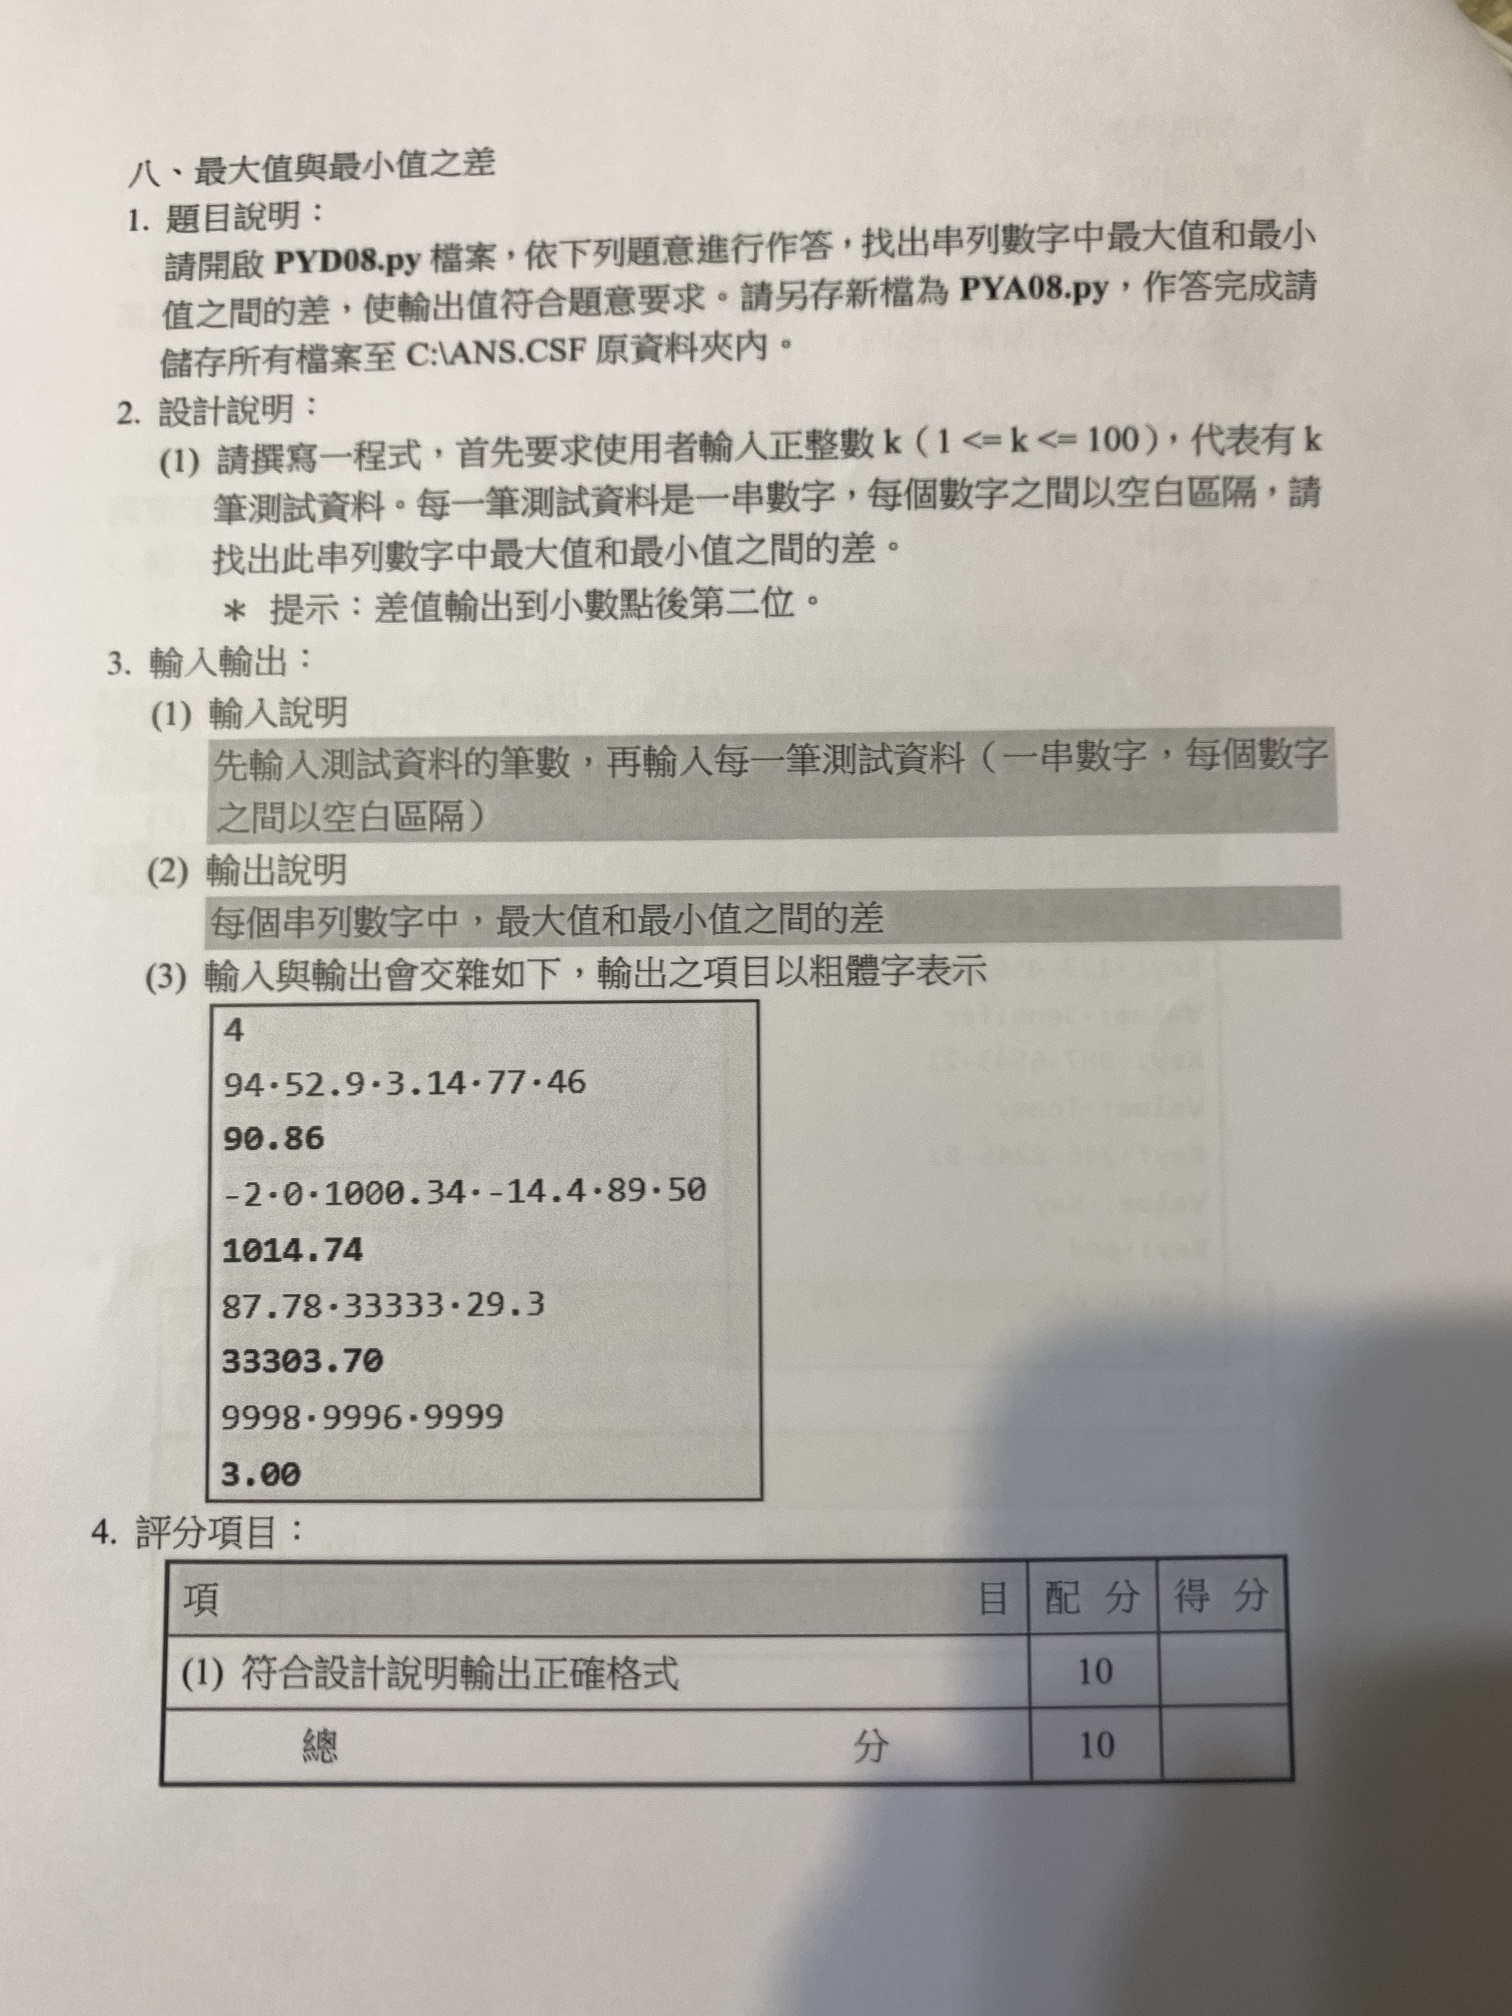 八、最大值與最小值之差
1. 題目說明：
請開啟 PYD08.py 檔案，依下列題意進行作答，找出串列數字中最大值和最小
值之間的差，使輸出值符合題意要求。請另存新檔為 PYA08.py，作答完成請
儲存所有檔案至 C:\ANS.CSF 原資料夾內。
2. 設計說明：
(1) 請撰寫一程式，首先要求使用者輸入正整數 k（1 <= k <= 100），代表有 k
筆測試資料。每一筆測試資料是一串數字，每個數字之間以空白區隔，請
找出此串列數字中最大值和最小值之間的差。
* 提示：差值輸出到小數點後第二位。
3. 輸入輸出：
(1) 輸入說明
先輸入測試資料的筆數，再輸入每一筆測試資料（一串數字，每個數字
之間以空白區隔）
(2) 輸出說明
每個串列數字中，最大值和最小值之間的差
(3) 輸入與輸出會交雜如下，輸出之項目以粗體字表示
4
94·52.9·3.14·77·46
90.86
-2·0·1000.34·-14.4·89·50
1014.74
87.78·33333·29.3
33303.70
9998·9996·9999
3.00
4. 評分項目：
項 目 配 分 得 分
(1) 符合設計說明輸出正確格式 10
總 分 10